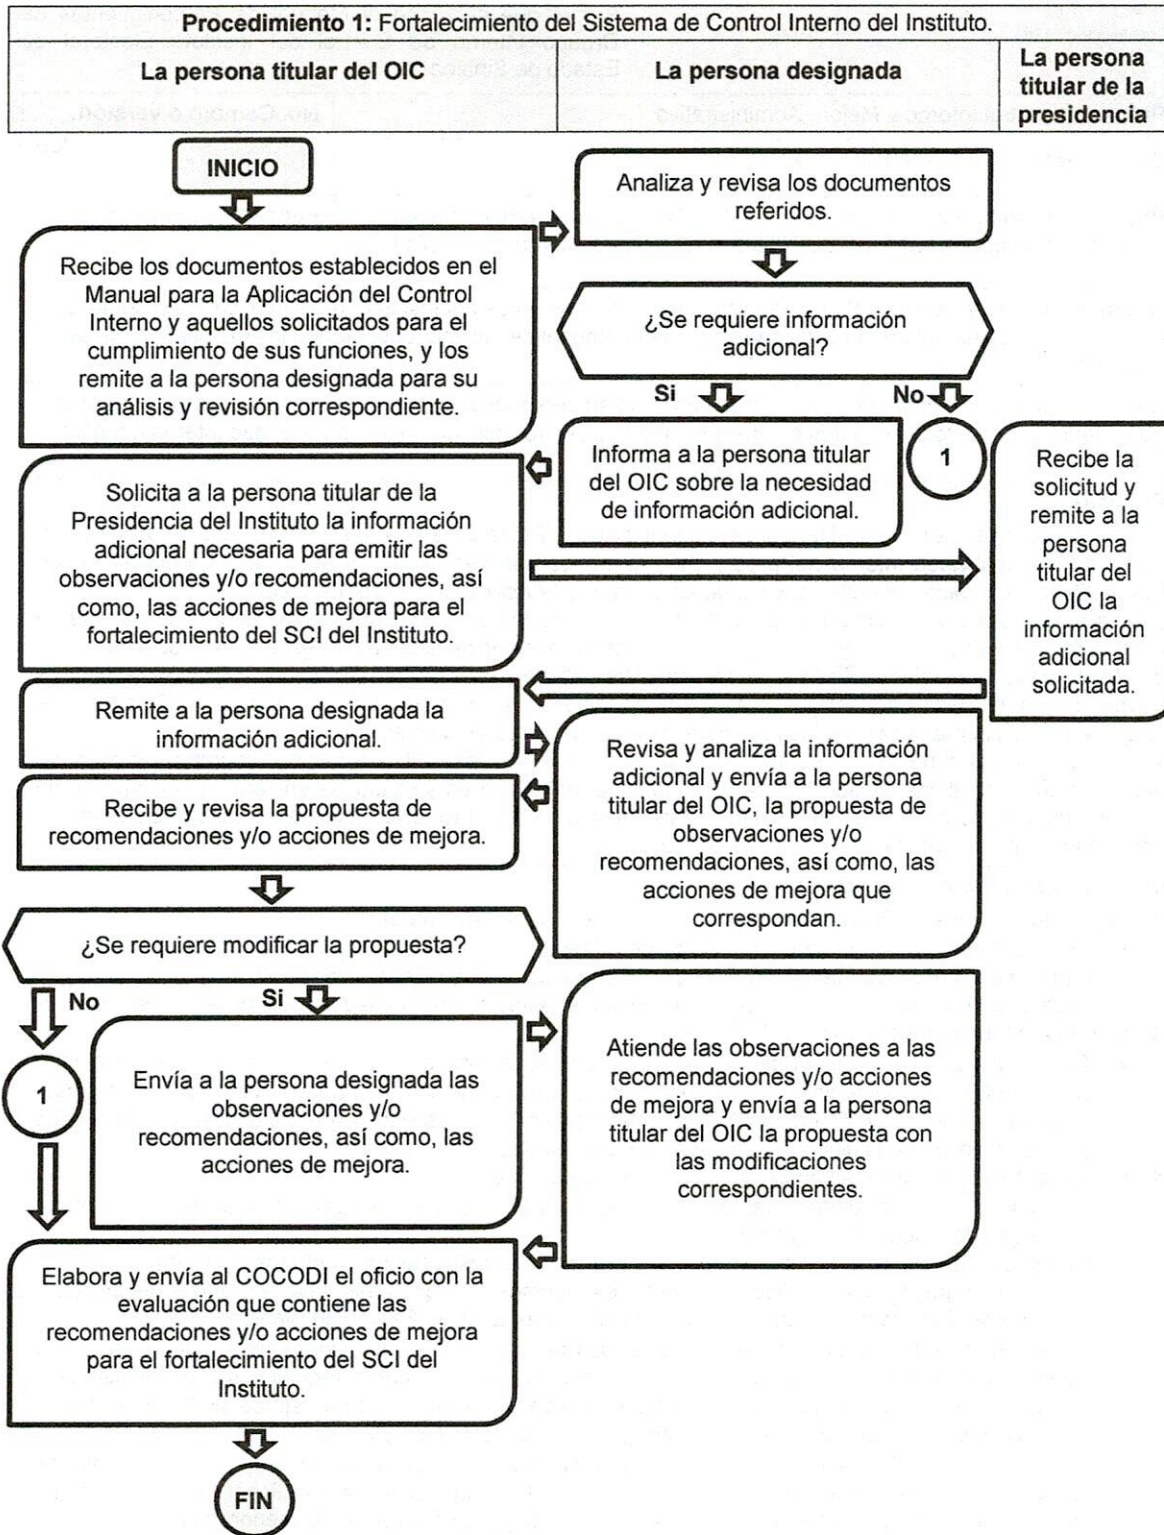 Procedimiento 1: Fortalecimiento del Sistema de Control Interno del Instituto.
La persona titular del OIC
La persona designada
La persona
titular de la
presidencia
INICIO
Recibe los documentos establecidos en el
Manual para la Aplicación del Control
Interno y aquellos solicitados para el
cumplimiento de sus funciones, y los
remite a la persona designada para su
análisis y revisión correspondiente.
Analiza y revisa los documentos
referidos.
¿Se requiere información
adicional?
Si
No
Informa a la persona titular
del OIC sobre la necesidad
de información adicional.
1
Solicita a la persona titular de la
Presidencia del Instituto la información
adicional necesaria para emitir las
observaciones y/o recomendaciones, así
como, las acciones de mejora para el
fortalecimiento del SCI del Instituto.
Recibe la
solicitud y
remite a la
persona
titular del
OIC la
información
adicional
solicitada.
Remite a la persona designada la
información adicional.
Revisa y analiza la información
adicional y envía a la persona
titular del OIC, la propuesta de
observaciones y/o
recomendaciones, así como, las
acciones de mejora que
correspondan.
Recibe y revisa la propuesta de
recomendaciones y/o acciones de mejora.
¿Se requiere modificar la propuesta?
No
Si
1
Envía a la persona designada las
observaciones y/o
recomendaciones, así como, las
acciones de mejora.
Atiende las observaciones a las
recomendaciones y/o acciones
de mejora y envía a la persona
titular del OIC la propuesta con
las modificaciones
correspondientes.
Elabora y envía al COCODI el oficio con la
evaluación que contiene las
recomendaciones y/o acciones de mejora
para el fortalecimiento del SCI del
Instituto.
FIN